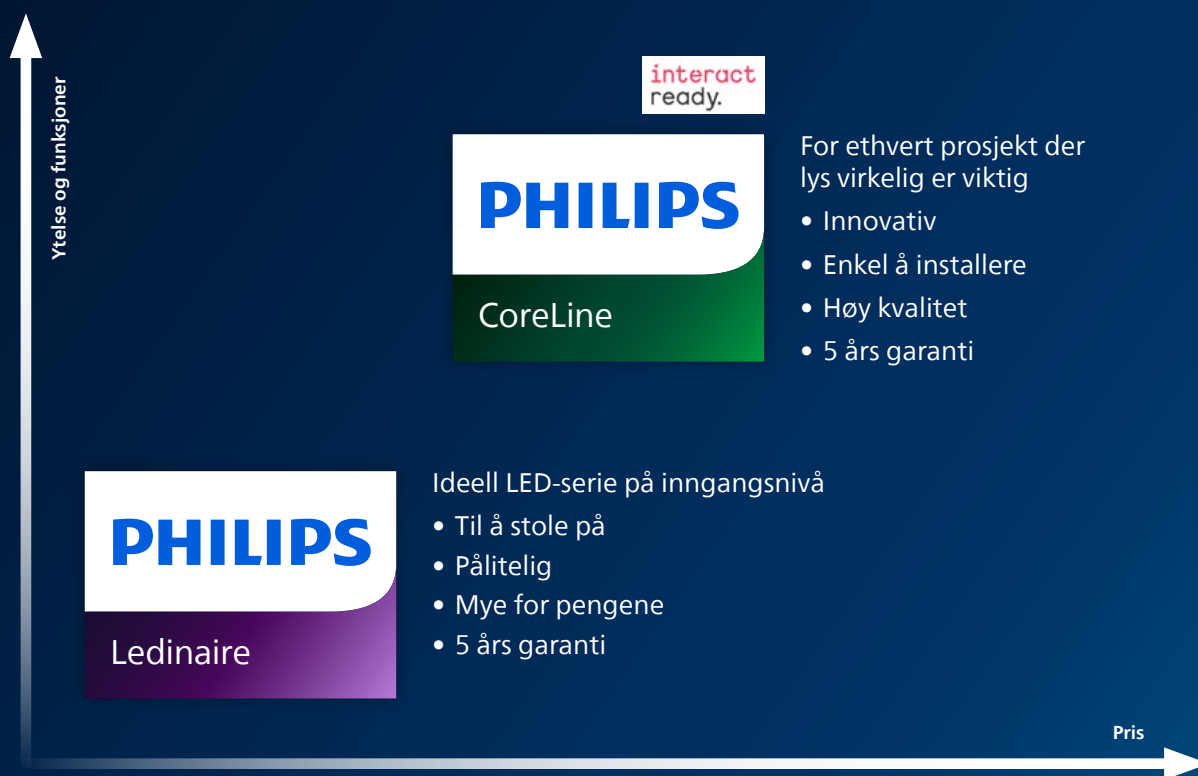 Ytelse og funksjoner
interact
ready.
PHILIPS
CoreLine
For ethvert prosjekt der
lys virkelig er viktig
• Innovativ
• Enkel å installere
• Høy kvalitet
• 5 års garanti
PHILIPS
Ledinaire
Ideell LED-serie på inngangsnivå
• Til å stole på
• Pålitelig
• Mye for pengene
• 5 års garanti
Pris